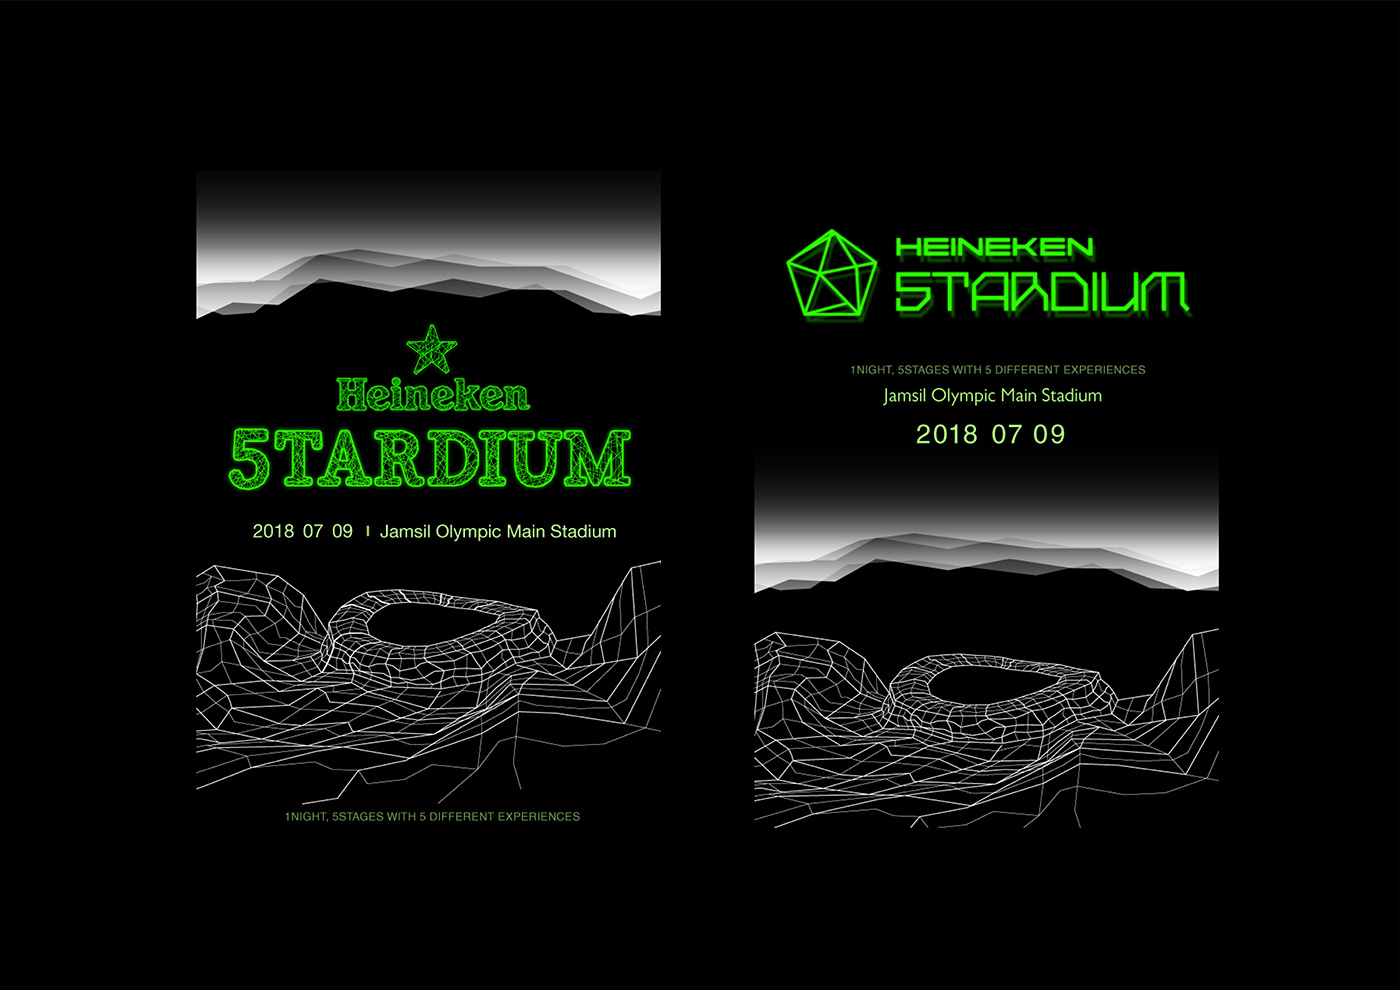 Heineken
5TARDIUM
2018 07 09 I Jamsil Olympic Main Stadium
1NIGHT, 5STAGES WITH 5 DIFFERENT EXPERIENCES
HEINEKEN
5TARDIUM
1NIGHT, 5STAGES WITH 5 DIFFERENT EXPERIENCES
Jamsil Olympic Main Stadium
2018 07 09